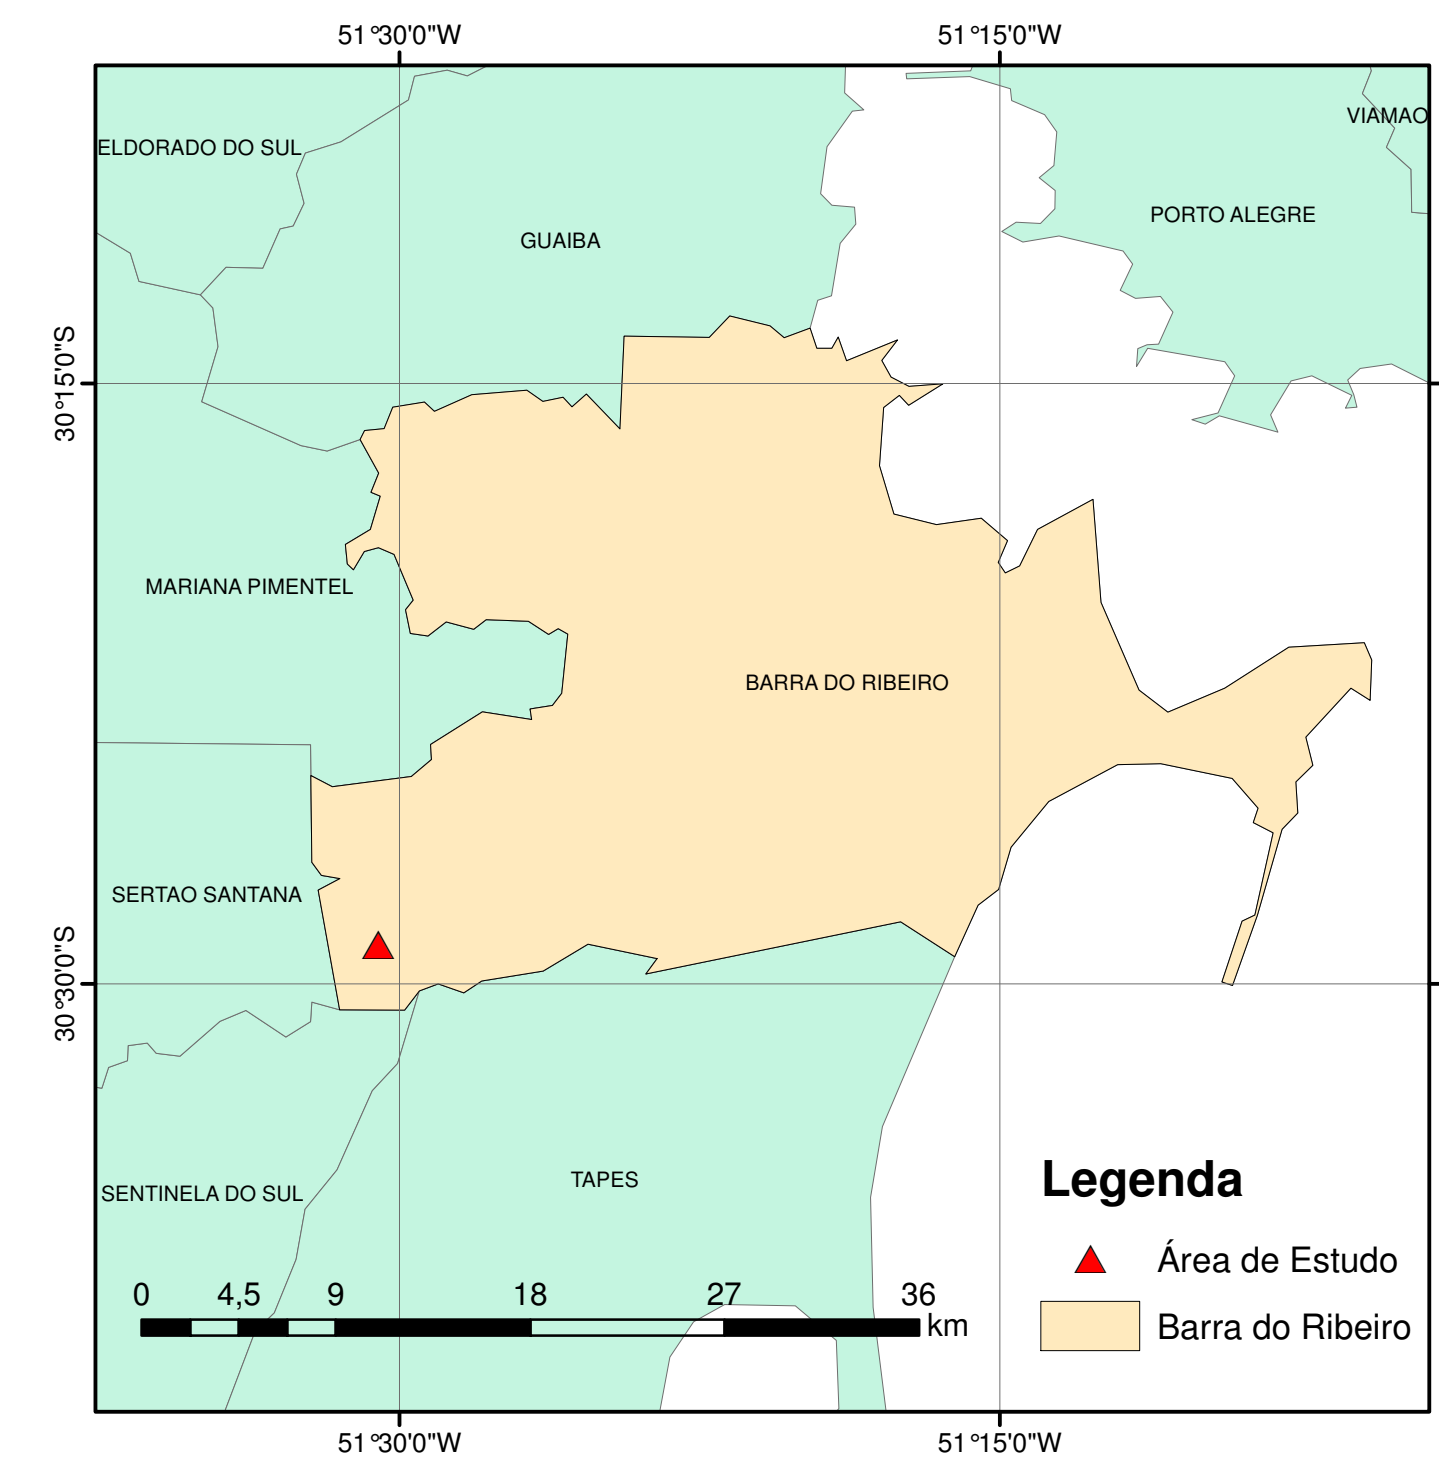 51°30'0"W 51°15'0"W
VIAMAO
ELDORADO DO SUL
PORTO ALEGRE
GUAIBA
30°15'0"S
MARIANA PIMENTEL
BARRA DO RIBEIRO
SERTAO SANTANA
30°30'0"S
Legenda
TAPES
SENTINELA DO SUL
Área de Estudo
0 4,5 9 18 27 36
km
Barra do Ribeiro
51°30'0"W 51°15'0"W